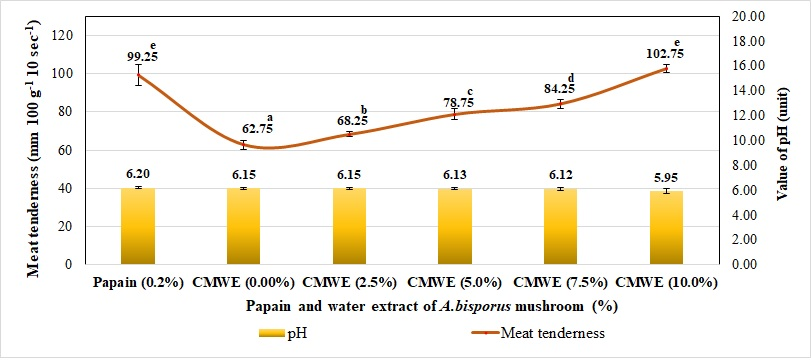 Meat tenderness (mm 100 g⁻¹ 10 sec⁻¹)
120
100
80
60
40
20
0
99.25 e
62.75 a
68.25 b
78.75 c
84.25 d
102.75 e
6.20
6.15
6.15
6.13
6.12
5.95
20.00
18.00
16.00
14.00
12.00
10.00
8.00
6.00
4.00
2.00
0.00
Value of pH (unit)
Papain (0.2%) CMWE (0.00%) CMWE (2.5%) CMWE (5.0%) CMWE (7.5%) CMWE (10.0%)
Papain and water extract of A.bisporus mushroom (%)
pH Meat tenderness